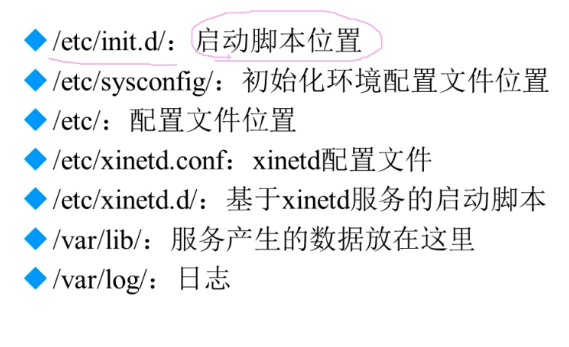 ◆ /etc/init.d/：启动脚本位置
◆ /etc/sysconfig/：初始化环境配置文件位置
◆ /etc/：配置文件位置
◆ /etc/xinetd.conf：xinetd配置文件
◆ /etc/xinetd.d/：基于xinetd服务的启动脚本
◆ /var/lib/：服务产生的数据放在这里
◆ /var/log/：日志